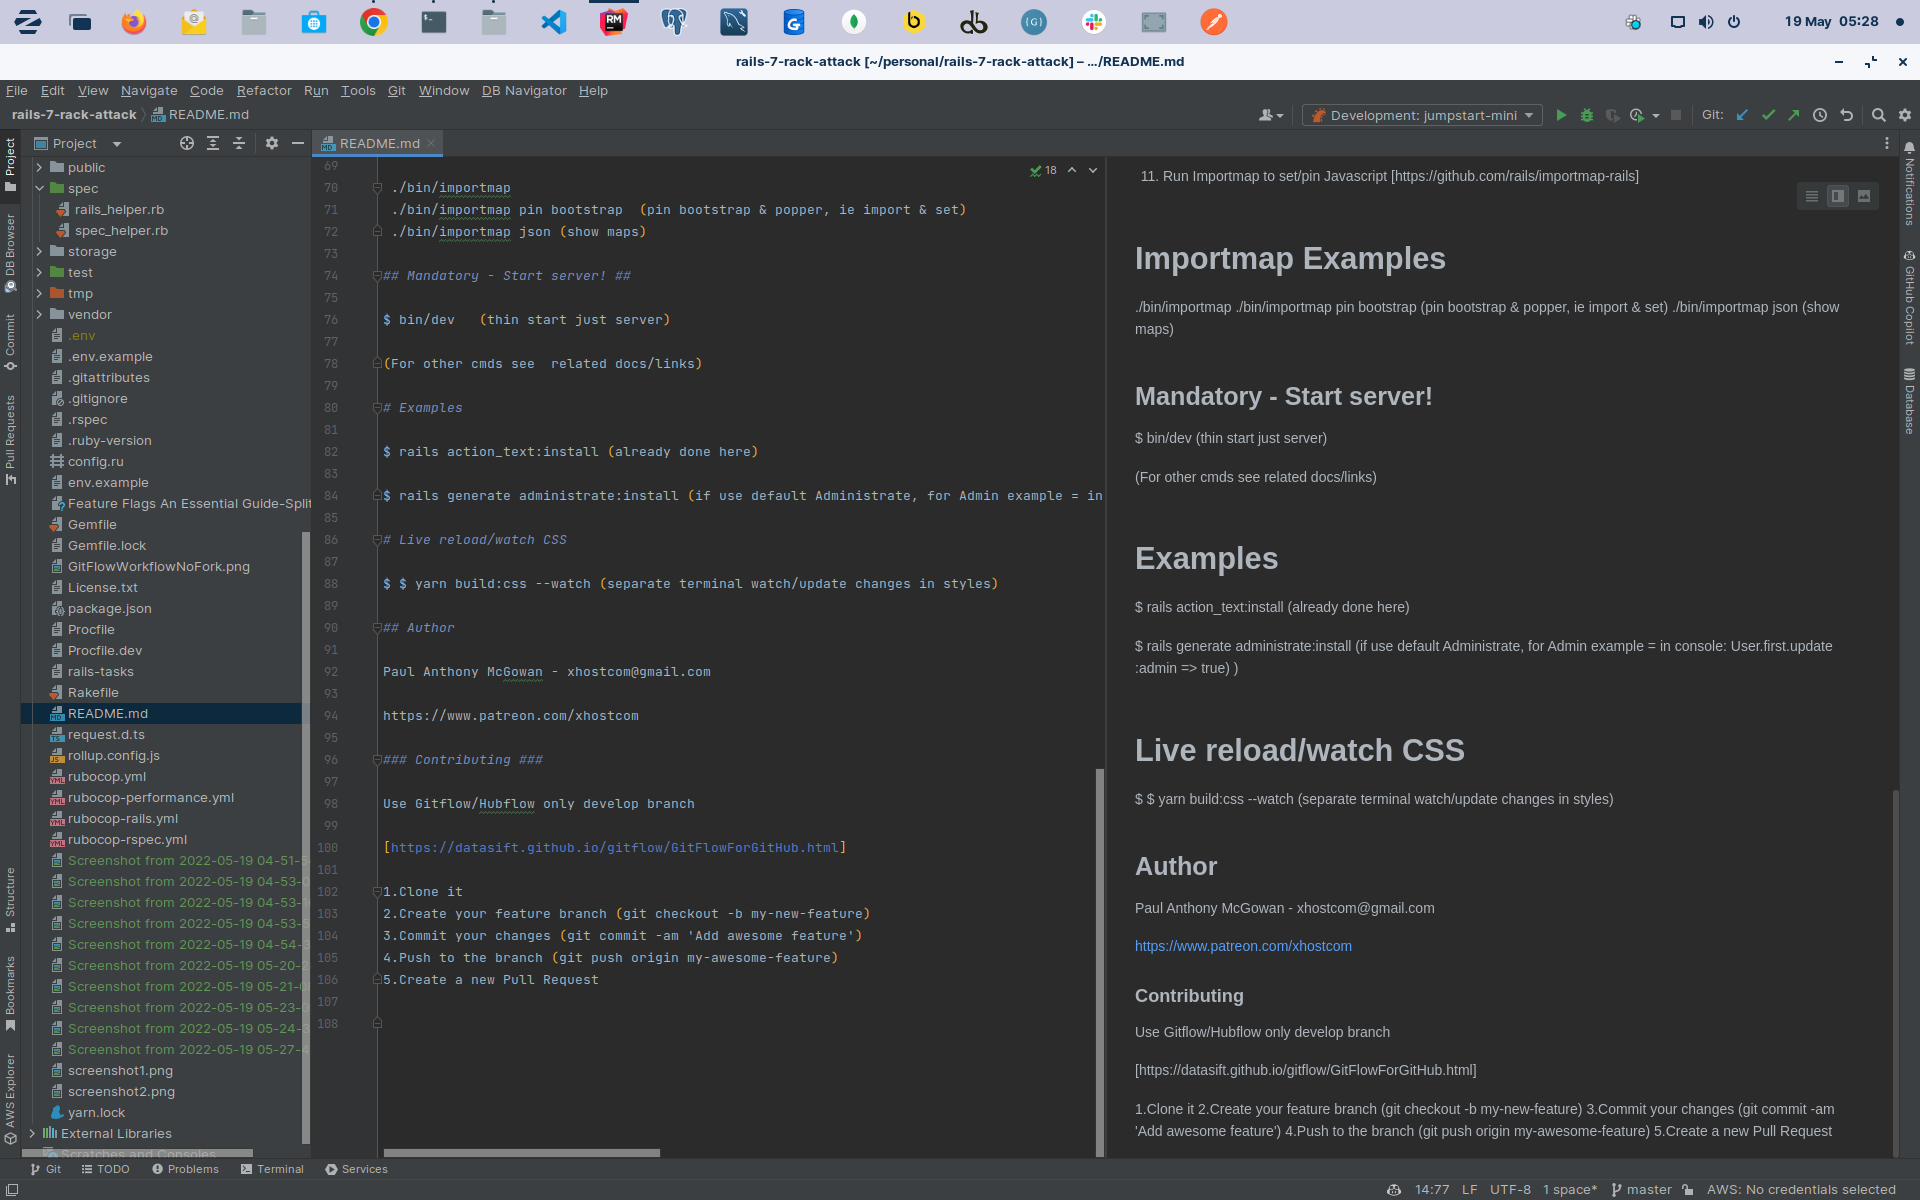 19 May 05:28
rails-7-rack-attack [~/personal/rails-7-rack-attack] – .../README.md
File Edit View Navigate Code Refactor Run Tools Git Window DB Navigator Help
rails-7-rack-attack README.md
Development: jumpstart-mini
Git:
Project
README.md
Project
DB Browser
Commit
Pull Requests
Structure
Bookmarks
AWS Explorer
public
spec
rails_helper.rb
spec_helper.rb
storage
test
tmp
vendor
.env
.env.example
.gitattributes
.gitignore
.rspec
.ruby-version
config.ru
env.example
Feature Flags An Essential Guide-Split
Gemfile
Gemfile.lock
GitFlowWorkflowNoFork.png
License.txt
package.json
Procfile
Procfile.dev
rails-tasks
Rakefile
README.md
request.d.ts
rollup.config.js
rubocop.yml
rubocop-performance.yml
rubocop-rails.yml
rubocop-rspec.yml
Screenshot from 2022-05-19 04-51-5
Screenshot from 2022-05-19 04-53-
Screenshot from 2022-05-19 04-53-
Screenshot from 2022-05-19 04-53-
Screenshot from 2022-05-19 04-54-
Screenshot from 2022-05-19 05-20-2
Screenshot from 2022-05-19 05-21-
Screenshot from 2022-05-19 05-23-
Screenshot from 2022-05-19 05-24-
Screenshot from 2022-05-19 05-27-4
screenshot1.png
screenshot2.png
yarn.lock
External Libraries
Scratches and Consoles
18
69
70 ./bin/importmap
71 ./bin/importmap pin bootstrap (pin bootstrap & popper, ie import & set)
72 ./bin/importmap json (show maps)
73
74 ## Mandatory - Start server! ##
75
76 $ bin/dev (thin start just server)
77
78 (For other cmds see related docs/links)
79
80 # Examples
81
82 $ rails action_text:install (already done here)
83
84 $ rails generate administrate:install (if use default Administrate, for Admin example = in
85
86 # Live reload/watch CSS
87
88 $ $ yarn build:css --watch (separate terminal watch/update changes in styles)
89
90 ## Author
91
92 Paul Anthony McGowan - xhostcom@gmail.com
93
94 https://www.patreon.com/xhostcom
95
96 ### Contributing ###
97
98 Use Gitflow/Hubflow only develop branch
99
100 [https://datasift.github.io/gitflow/GitFlowForGitHub.html]
101
102 1.Clone it
103 2.Create your feature branch (git checkout -b my-new-feature)
104 3.Commit your changes (git commit -am 'Add awesome feature')
105 4.Push to the branch (git push origin my-awesome-feature)
106 5.Create a new Pull Request
107
108
11. Run Importmap to set/pin Javascript [https://github.com/rails/importmap-rails]
Importmap Examples
./bin/importmap ./bin/importmap pin bootstrap (pin bootstrap & popper, ie import & set) ./bin/importmap json (show
maps)
Mandatory - Start server!
$ bin/dev (thin start just server)
(For other cmds see related docs/links)
Examples
$ rails action_text:install (already done here)
$ rails generate administrate:install (if use default Administrate, for Admin example = in console: User.first.update
:admin => true) )
Live reload/watch CSS
$ $ yarn build:css --watch (separate terminal watch/update changes in styles)
Author
Paul Anthony McGowan - xhostcom@gmail.com
https://www.patreon.com/xhostcom
Contributing
Use Gitflow/Hubflow only develop branch
[https://datasift.github.io/gitflow/GitFlowForGitHub.html]
1.Clone it 2.Create your feature branch (git checkout -b my-new-feature) 3.Commit your changes (git commit -am
'Add awesome feature') 4.Push to the branch (git push origin my-awesome-feature) 5.Create a new Pull Request
Notifications
GitHub Copilot
Database
Git TODO Problems Terminal Services
14:77 LF UTF-8 1 space* master AWS: No credentials selected